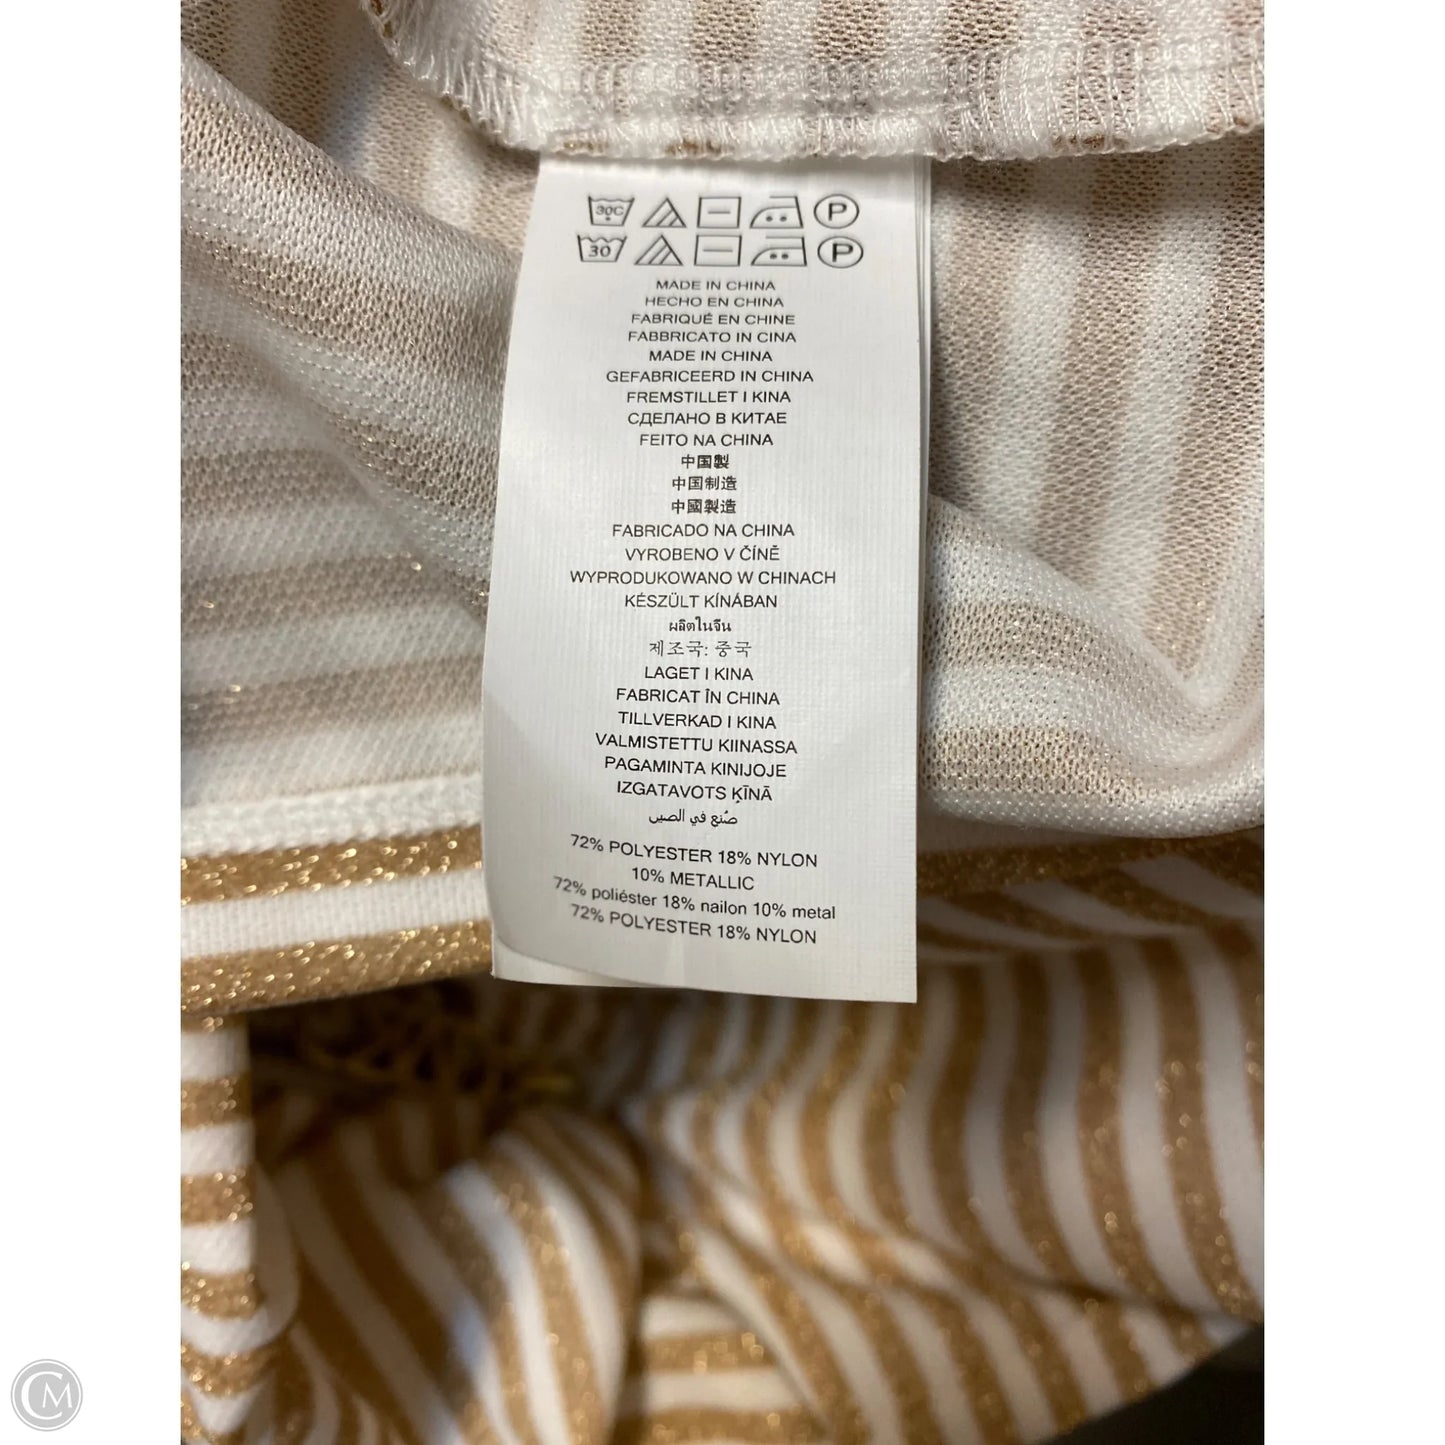 30C P
30 P
MADE IN CHINA
HECHO EN CHINA
FABRIQUÉ EN CHINE
FABBRICATO IN CINA
MADE IN CHINA
GEFABRICEERD IN CHINA
FREMSTILLET I KINA
СДЕЛАНО В КИТАЕ
FEITO NA CHINA
中国製
中国制造
中國製造
FABRICADO NA CHINA
VYROBENO V ČÍNĚ
WYPRODUKOWANO W CHINACH
KÉSZÜLT KÍNÁBAN
ผลิตในจีน
제조국: 중국
LAGET I KINA
FABRICAT ÎN CHINA
TILLVERKAD I KINA
VALMISTETTU KIINASSA
PAGAMINTA KINIJOJE
IZGATAVOTS ĶĪNĀ
صُنع في الصين
72% POLYESTER 18% NYLON
10% METALLIC
72% poliéster 18% nailon 10% metal
72% POLYESTER 18% NYLON
CM